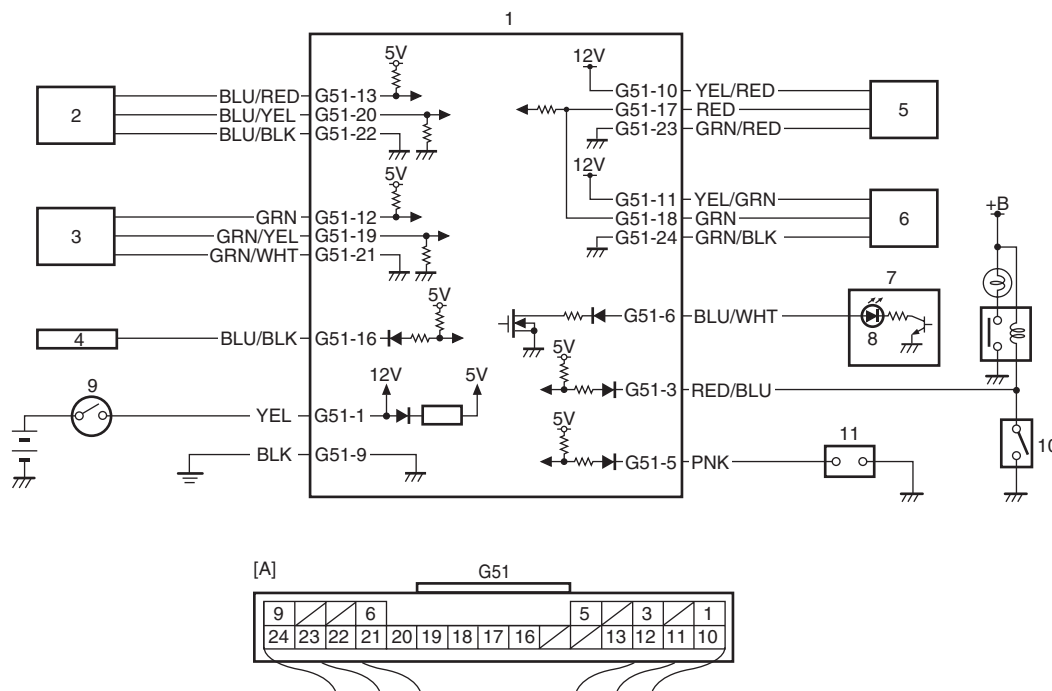 1
5V
12V
BLU/RED G51-13
G51-10 YEL/RED
2
BLU/YEL G51-20
G51-17 RED
5
BLU/BLK G51-22
G51-23 GRN/RED
5V
12V
GRN G51-12
G51-11 YEL/GRN
3
GRN/YEL G51-19
G51-18 GRN
6
GRN/WHT G51-21
G51-24 GRN/BLK
+B
7
5V
G51-6 BLU/WHT
4
BLU/BLK G51-16
8
5V
9
12V
5V
G51-3 RED/BLU
YEL G51-1
5V
11
10
BLK G51-9
G51-5 PNK
[A]
G51
9 6 5 3 1
24 23 22 21 20 19 18 17 16 13 12 11 10